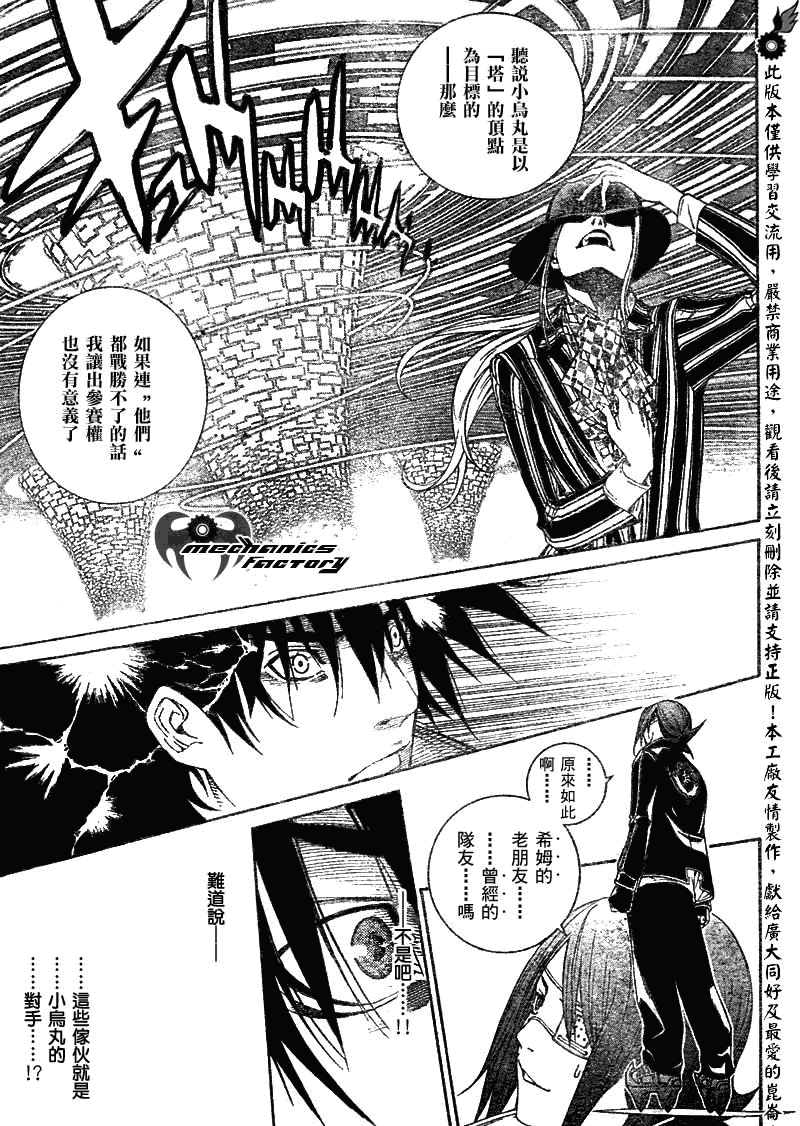 聽說小烏丸是以
「塔」的頂點
為目標的
——那麼
如果連”他們“
都戰勝不了的話
我讓出參賽權
也沒有意義了
mechanics
Factory
……
原來如此
啊……
希姆的
老朋友……
……曾經的
隊友……嗎
——不是吧……!!
難道說——
……這些傢伙就是
……小烏丸的
對手……!?
此版本僅供學習交流用，嚴禁商業用途，觀看後請立刻刪除並請支持正版！本工廠友情製作，獻給廣大同好及最愛的崑崙